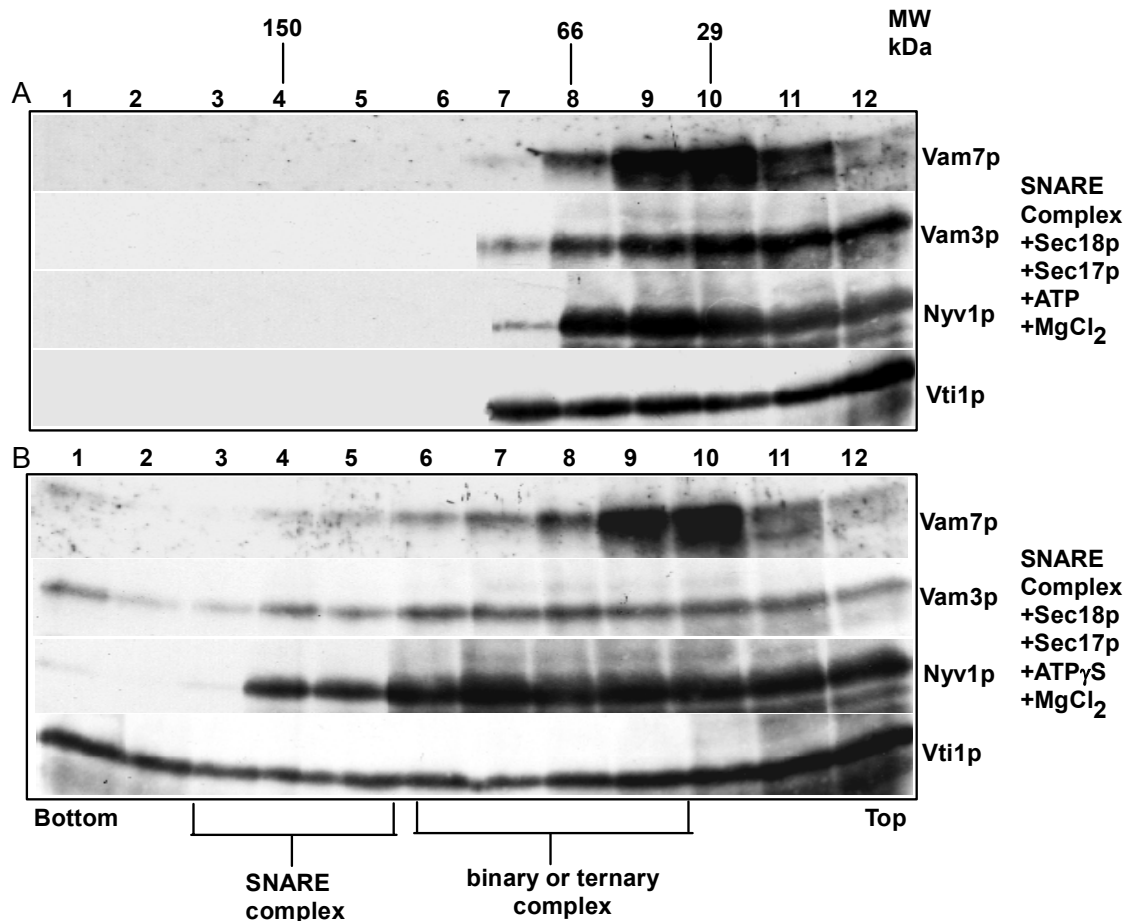 150 66 29 MW
kDa
A
1 2 3 4 5 6 7 8 9 10 11 12
Vam7p
Vam3p
Nyv1p
Vti1p
SNARE
Complex
+Sec18p
+Sec17p
+ATP
+MgCl2
B
1 2 3 4 5 6 7 8 9 10 11 12
Vam7p
Vam3p
Nyv1p
Vti1p
SNARE
Complex
+Sec18p
+Sec17p
+ATPγS
+MgCl2
Bottom Top
SNARE
complex
binary or ternary
complex